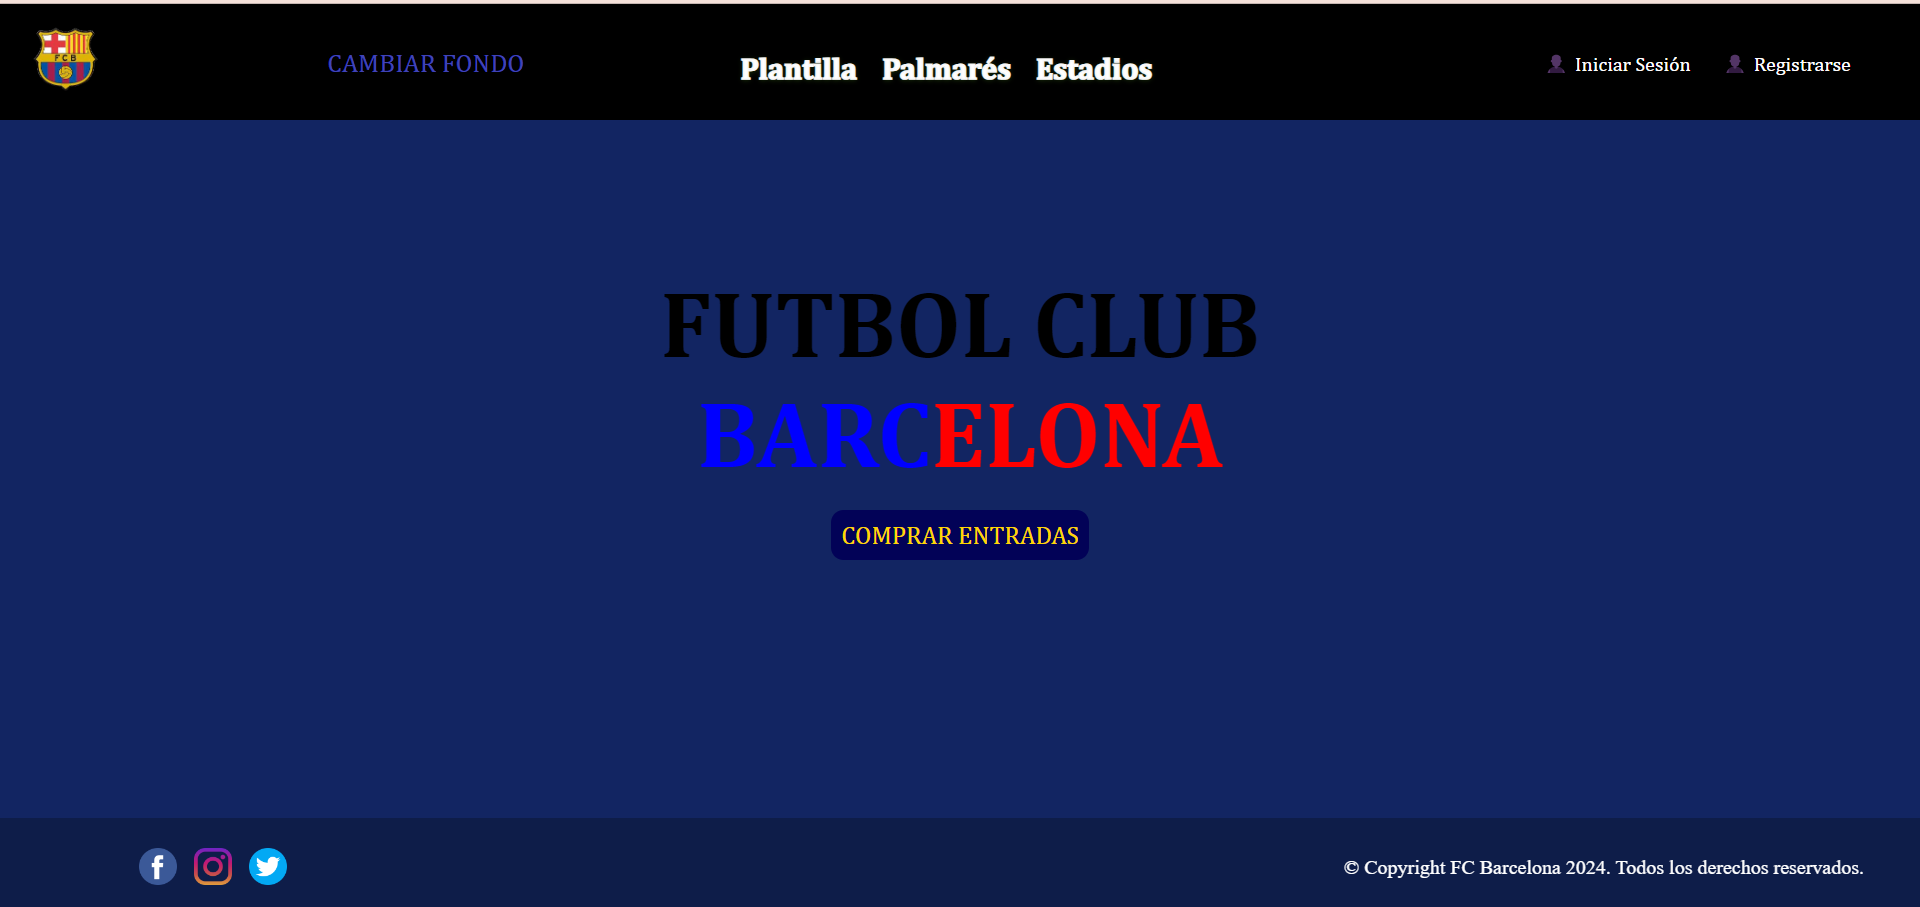 FCB
CAMBIAR FONDO
Plantilla Palmarés Estadios
Iniciar Sesión Registrarse
FUTBOL CLUB
BARCELONA
COMPRAR ENTRADAS
© Copyright FC Barcelona 2024. Todos los derechos reservados.